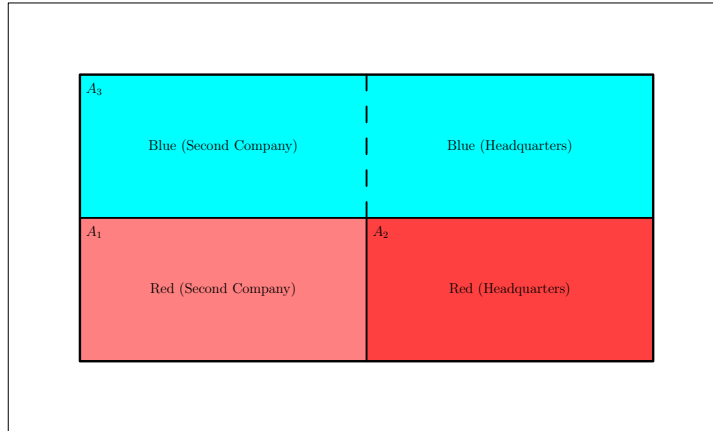 A₃
Blue (Second Company)
Blue (Headquarters)
A₁
A₂
Red (Second Company)
Red (Headquarters)